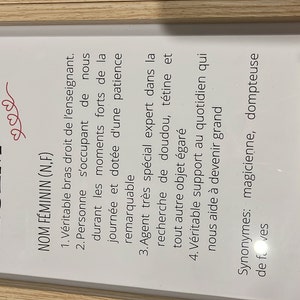 NOM FÉMININ (N,F)
1.Véritable bras droit de l'enseignant.
2.Personne s'occupant de nous
durant les moments forts de la
journée et dotée d'une patience
remarquable
3.Agent très spécial expert dans la
recherche de doudou, tétine et
tout autre objet égaré
4.Véritable support au quotidien qui
nous aide à devenir grand
Synonymes: magicienne, dompteuse
de